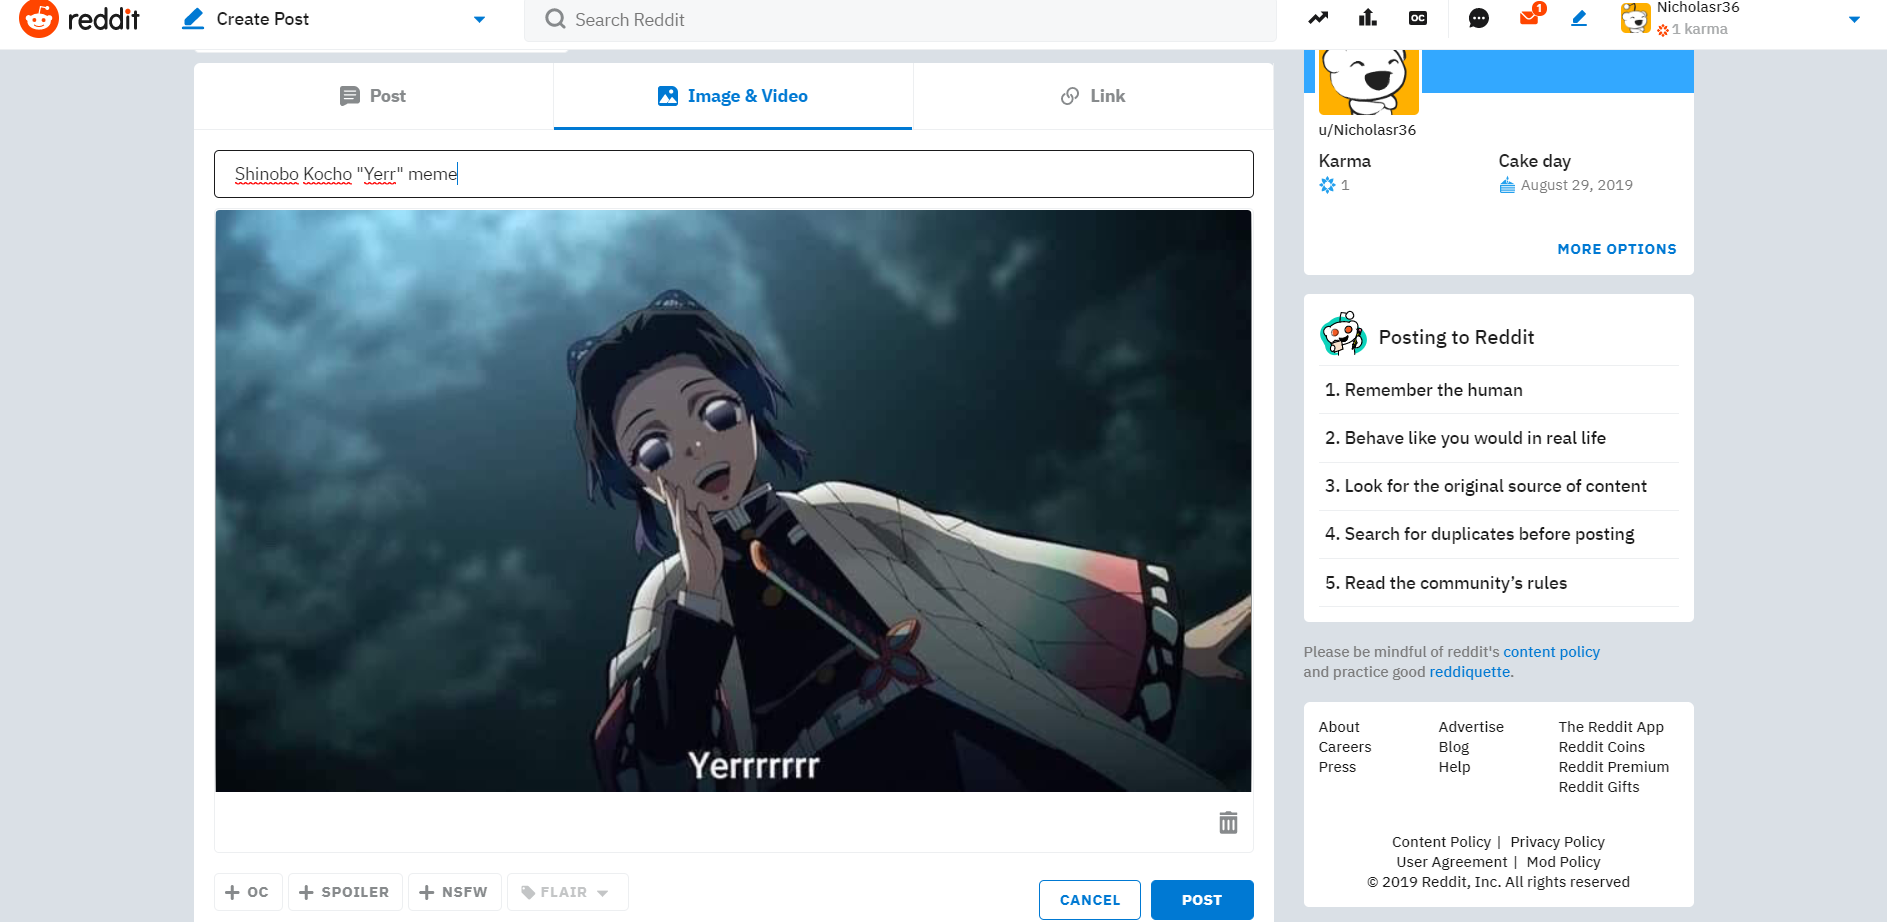 reddit
Create Post
Search Reddit
OC
1
Nicholasr36
1 karma
Post
Image & Video
Link
Shinobo Kocho "Yerr" meme
Yerrrrrrr
+ OC
+ SPOILER
+ NSFW
FLAIR
CANCEL
POST
u/Nicholasr36
Karma
Cake day
1
August 29, 2019
MORE OPTIONS
Posting to Reddit
1. Remember the human
2. Behave like you would in real life
3. Look for the original source of content
4. Search for duplicates before posting
5. Read the community’s rules
Please be mindful of reddit's content policy
and practice good reddiquette.
About
Careers
Press
Advertise
Blog
Help
The Reddit App
Reddit Coins
Reddit Premium
Reddit Gifts
Content Policy | Privacy Policy
User Agreement | Mod Policy
© 2019 Reddit, Inc. All rights reserved